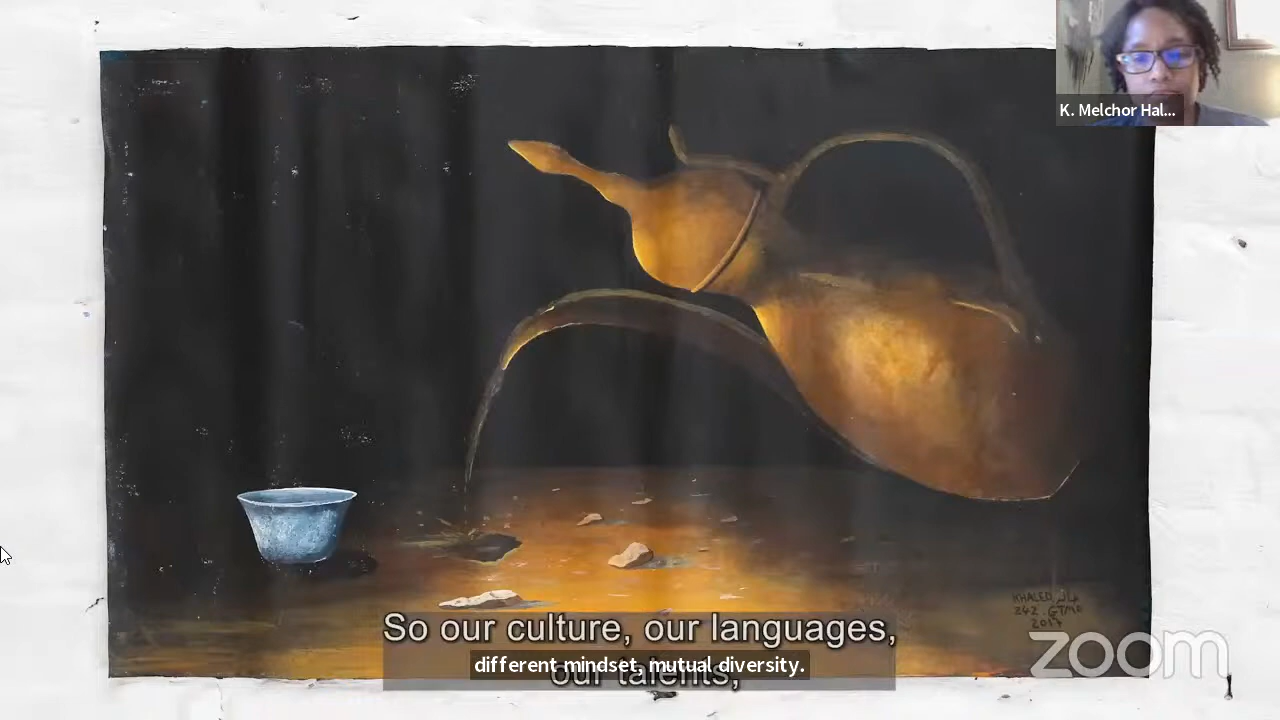 K. Melchor Hal...
KHALED
242. GTMO
2017
zoom
So our culture, our languages,
our talents,
different mindset, mutual diversity.